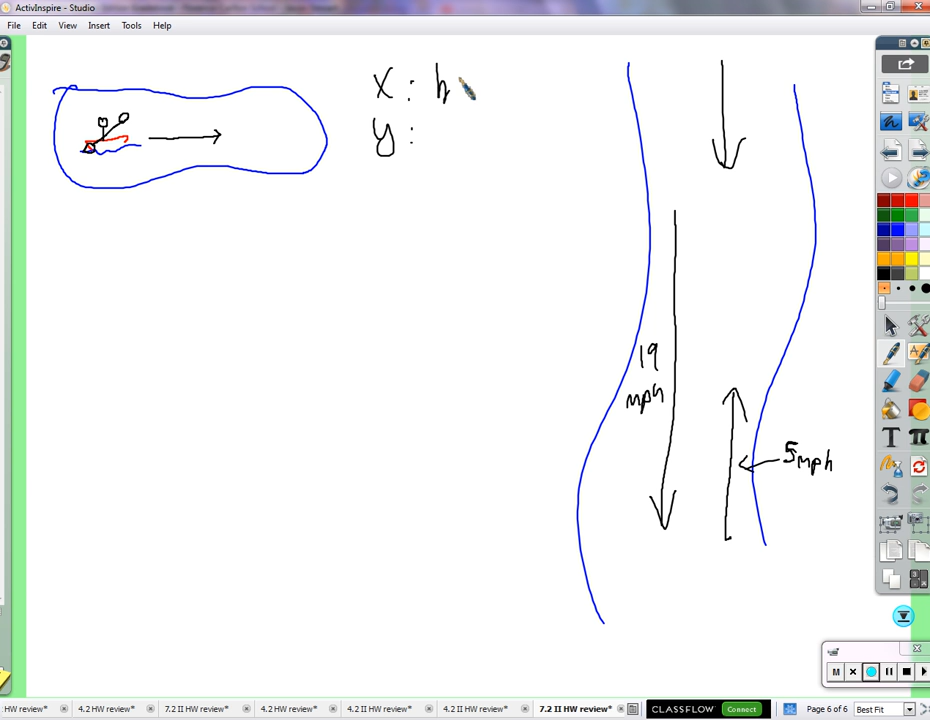 ActivInspire - Studio
File Edit View Insert Tools Help
x : h
y :
19
mph
5mph
HW review* 4.2 HW review* 7.2 II HW review* 4.2 HW review* 4.2 II HW review* 4.2 II HW review* 7.2 II HW review* CLASSFLOW Connect Page 6 of 6 Best Fit